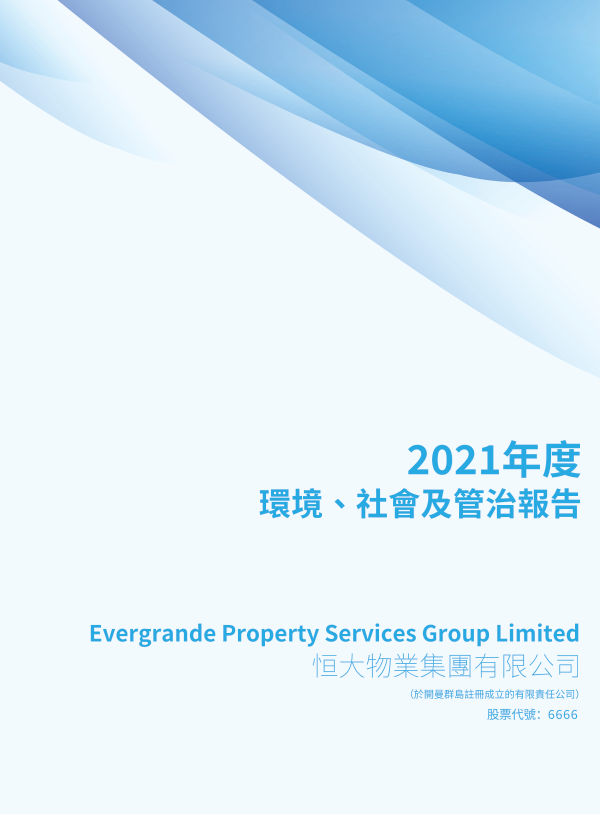 2021年度
環境、社會及管治報告
Evergrande Property Services Group Limited
恒大物業集團有限公司
（於開曼群島註冊成立的有限責任公司）
股票代號：6666